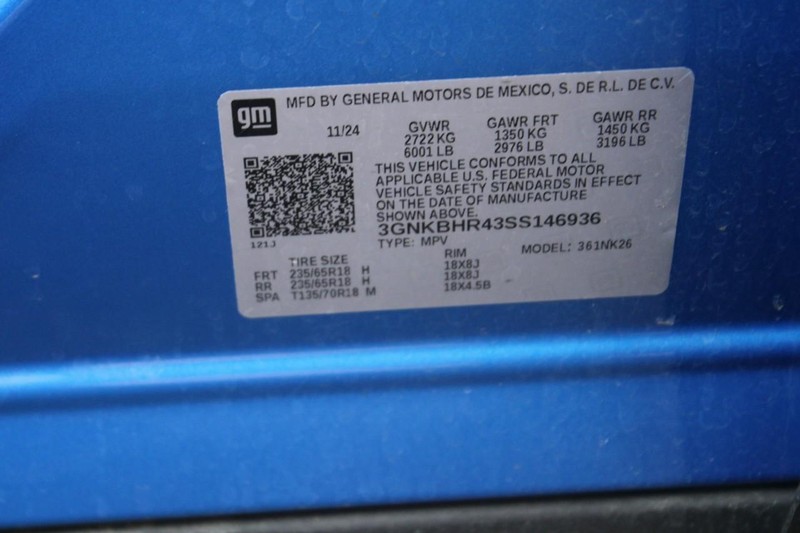 gm
MFD BY GENERAL MOTORS DE MEXICO, S. DE R.L. DE C.V.
11/24
GVWR GAWR FRT GAWR RR
2722 KG 1350 KG 1450 KG
6001 LB 2976 LB 3196 LB
THIS VEHICLE CONFORMS TO ALL
APPLICABLE U.S. FEDERAL MOTOR
VEHICLE SAFETY STANDARDS IN EFFECT
ON THE DATE OF MANUFACTURE
SHOWN ABOVE.
3GNKBHR43SS146936
121J
TYPE: MPV MODEL: 361NK26
TIRE SIZE RIM
FRT 235/65R18 H 18X8J
RR 235/65R18 H 18X8J
SPA T135/70R18 M 18X4.5B